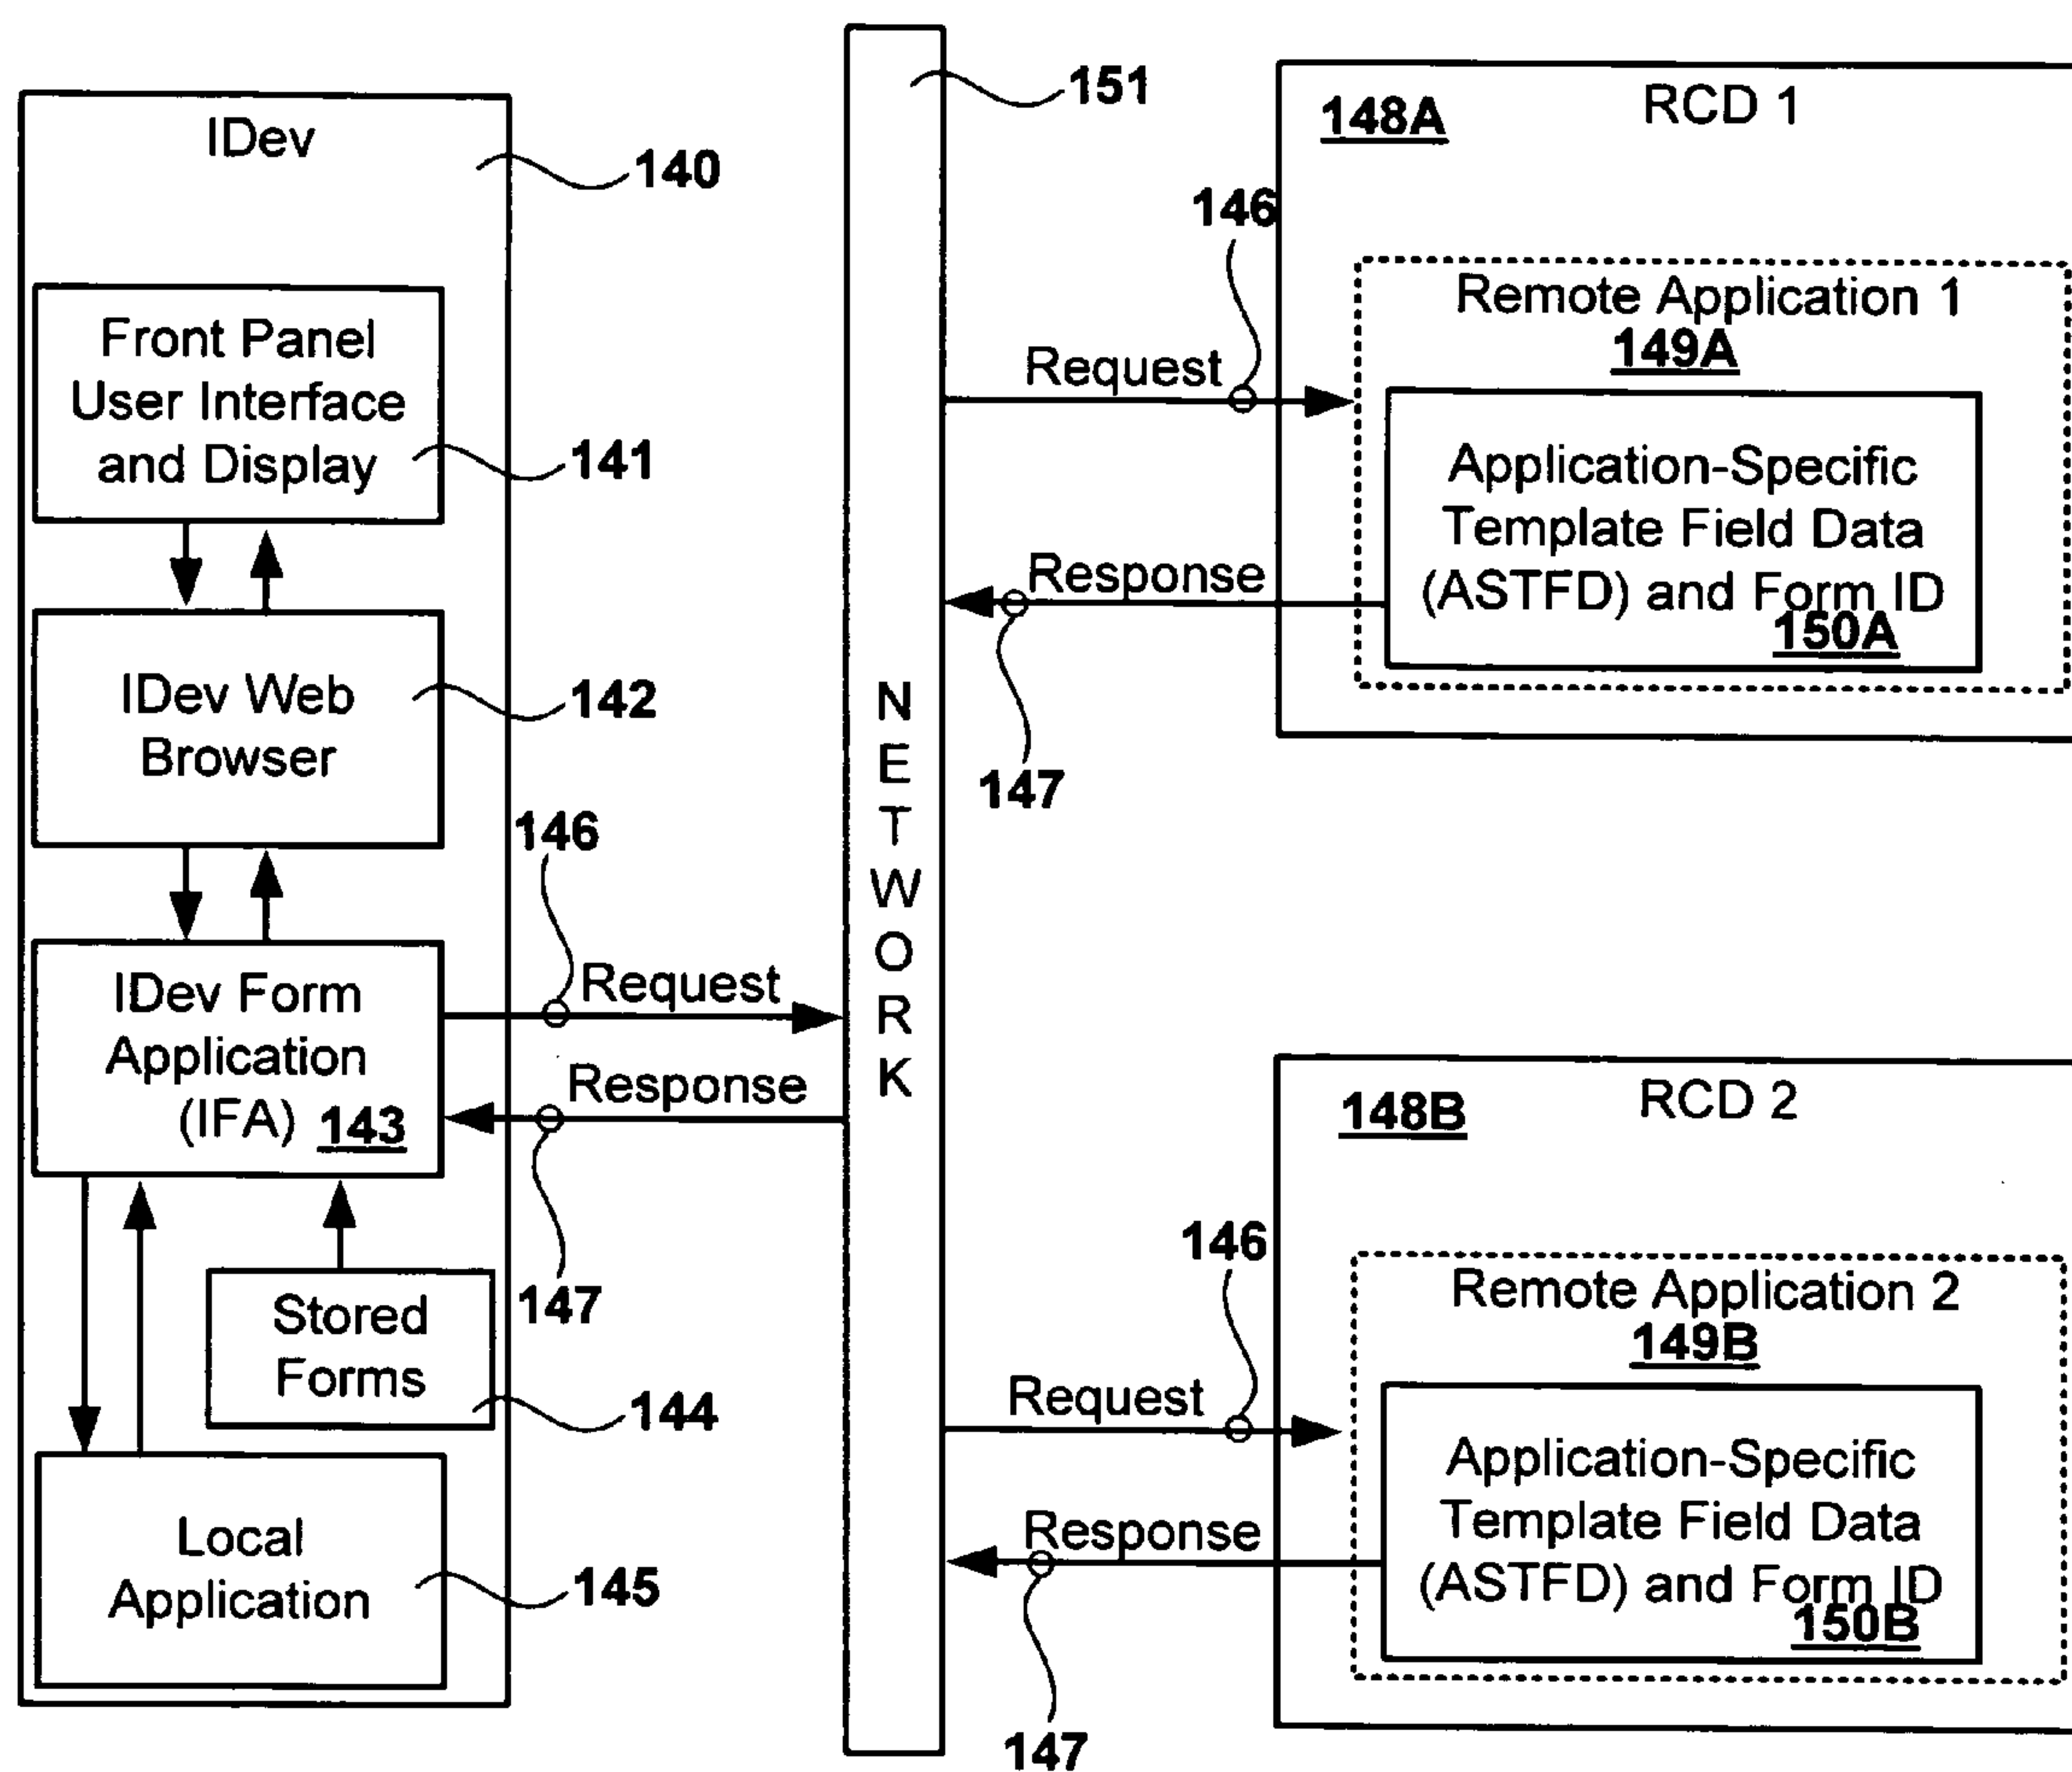 IDev
140
Front Panel
User Interface
and Display
141
IDev Web
Browser
142
IDev Form
Application
(IFA) 143
Stored
Forms
144
Local
Application
145
146
Request
Response
147
NETWORK
151
148A
RCD 1
146
Request
Remote Application 1
149A
Application-Specific
Template Field Data
(ASTFD) and Form ID
150A
Response
147
148B
RCD 2
146
Request
Remote Application 2
149B
Application-Specific
Template Field Data
(ASTFD) and Form ID
150B
Response
147